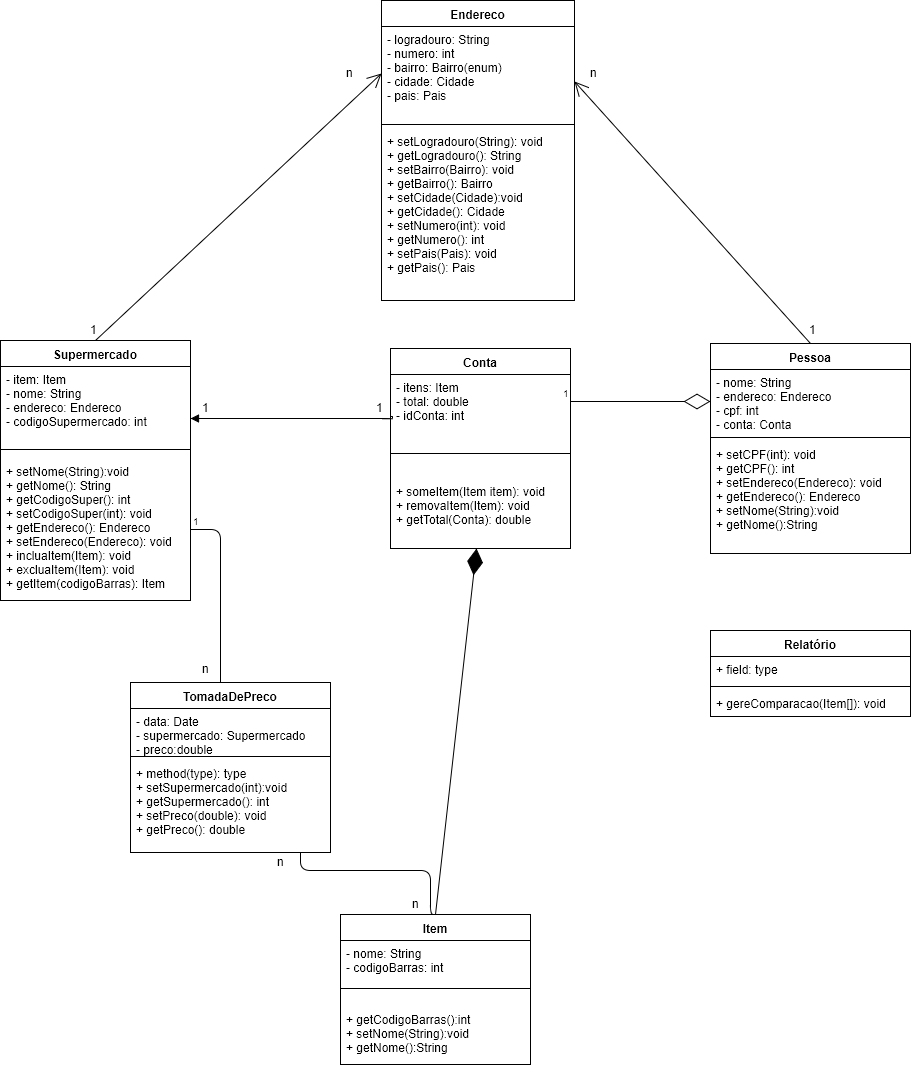 Endereco
- logradouro: String
- numero: int
- bairro: Bairro(enum)
- cidade: Cidade
- pais: Pais
+ setLogradouro(String): void
+ getLogradouro(): String
+ setBairro(Bairro): void
+ getBairro(): Bairro
+ setCidade(Cidade):void
+ getCidade(): Cidade
+ setNumero(int): void
+ getNumero(): int
+ setPais(Pais): void
+ getPais(): Pais
n
n
1
1
Supermercado
- item: Item
- nome: String
- endereco: Endereco
- codigoSupermercado: int
+ setNome(String):void
+ getNome(): String
+ getCodigoSuper(): int
+ setCodigoSuper(int): void
+ getEndereco(): Endereco
+ setEndereco(Endereco): void
+ incluaItem(Item): void
+ excluaItem(Item): void
+ getItem(codigoBarras): Item
1
1
Conta
- itens: Item
- total: double
- idConta: int
+ someItem(Item item): void
+ removaItem(Item): void
+ getTotal(Conta): double
1
Pessoa
- nome: String
- endereco: Endereco
- cpf: int
- conta: Conta
+ setCPF(int): void
+ getCPF(): int
+ setEndereco(Endereco): void
+ getEndereco(): Endereco
+ setNome(String):void
+ getNome():String
1
n
Relatório
+ field: type
+ gereComparacao(Item[]): void
TomadaDePreco
- data: Date
- supermercado: Supermercado
- preco:double
+ method(type): type
+ setSupermercado(int):void
+ getSupermercado(): int
+ setPreco(double): void
+ getPreco(): double
n
n
Item
- nome: String
- codigoBarras: int
+ getCodigoBarras():int
+ setNome(String):void
+ getNome():String